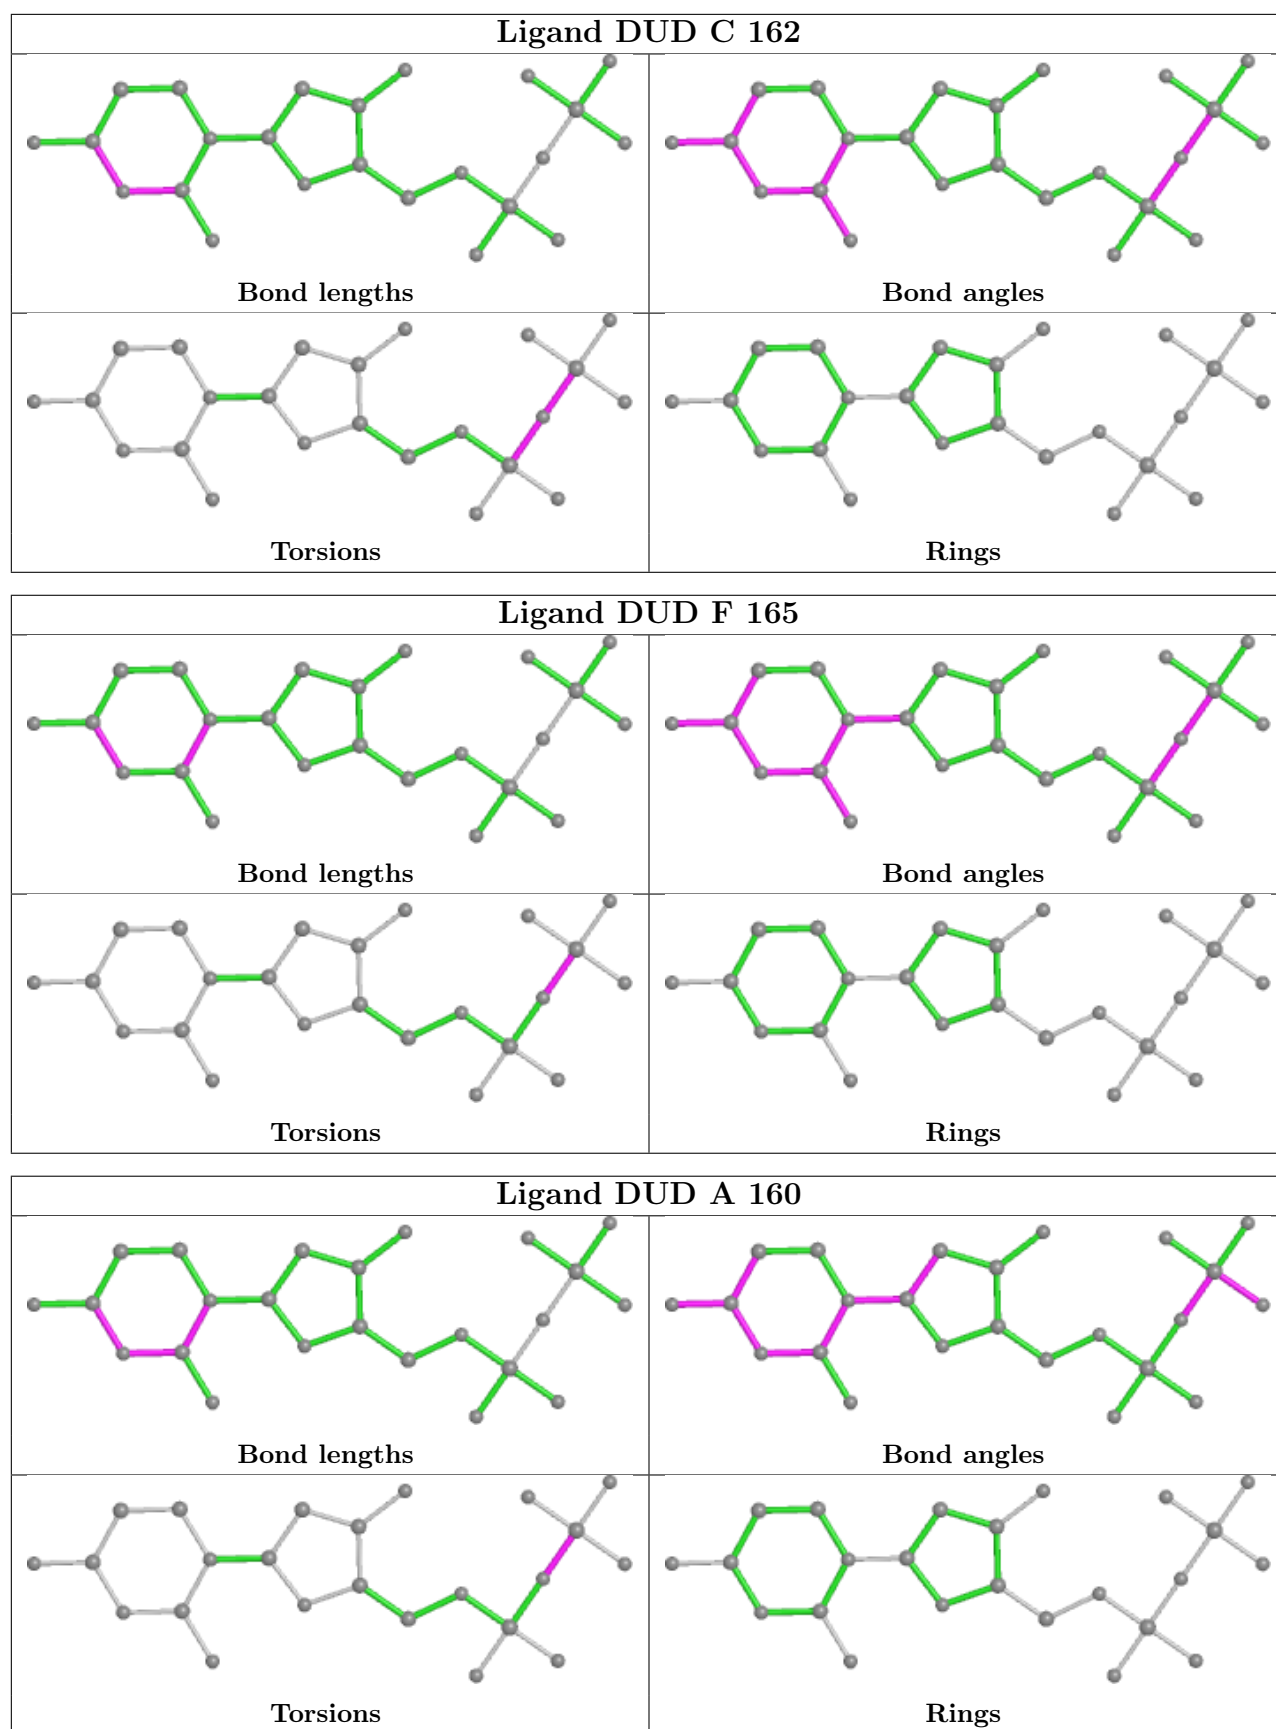 Ligand DUD C 162
Bond lengths
Bond angles
Torsions
Rings
Ligand DUD F 165
Bond lengths
Bond angles
Torsions
Rings
Ligand DUD A 160
Bond lengths
Bond angles
Torsions
Rings